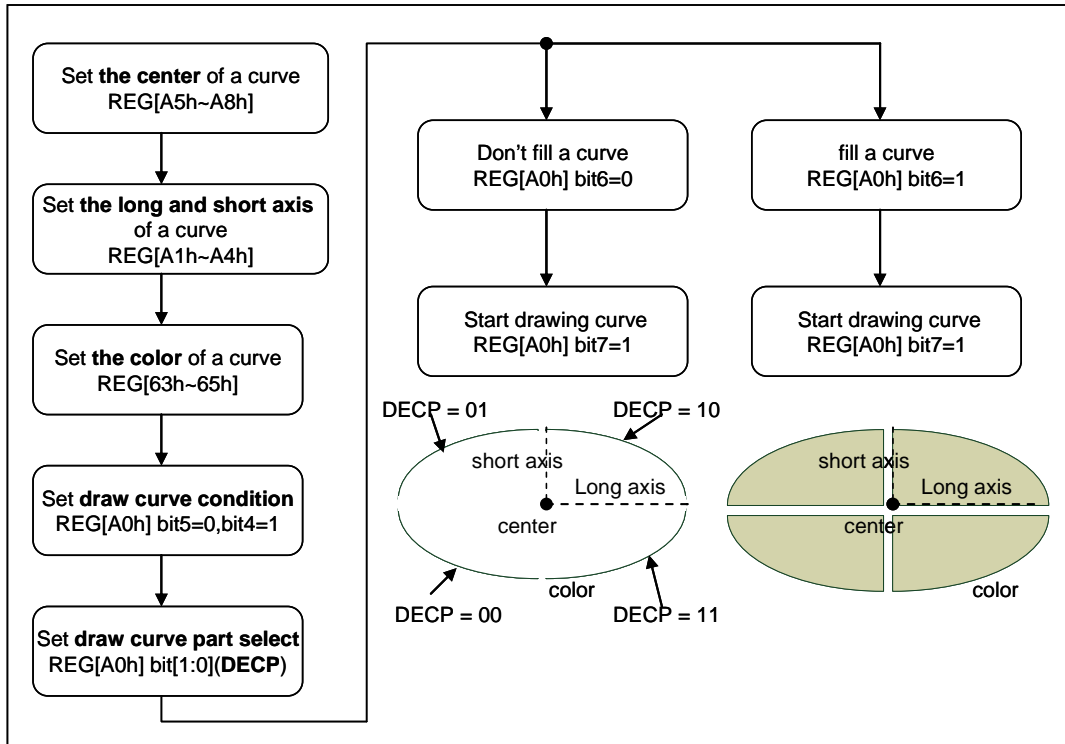 Set the center of a curve
REG[A5h~A8h]
Set the long and short axis
of a curve
REG[A1h~A4h]
Set the color of a curve
REG[63h~65h]
Set draw curve condition
REG[A0h] bit5=0,bit4=1
Set draw curve part select
REG[A0h] bit[1:0](DECP)
Don't fill a curve
REG[A0h] bit6=0
Start drawing curve
REG[A0h] bit7=1
fill a curve
REG[A0h] bit6=1
Start drawing curve
REG[A0h] bit7=1
DECP = 01
DECP = 10
short axis
Long axis
center
color
DECP = 00
DECP = 11
short axis
Long axis
center
color